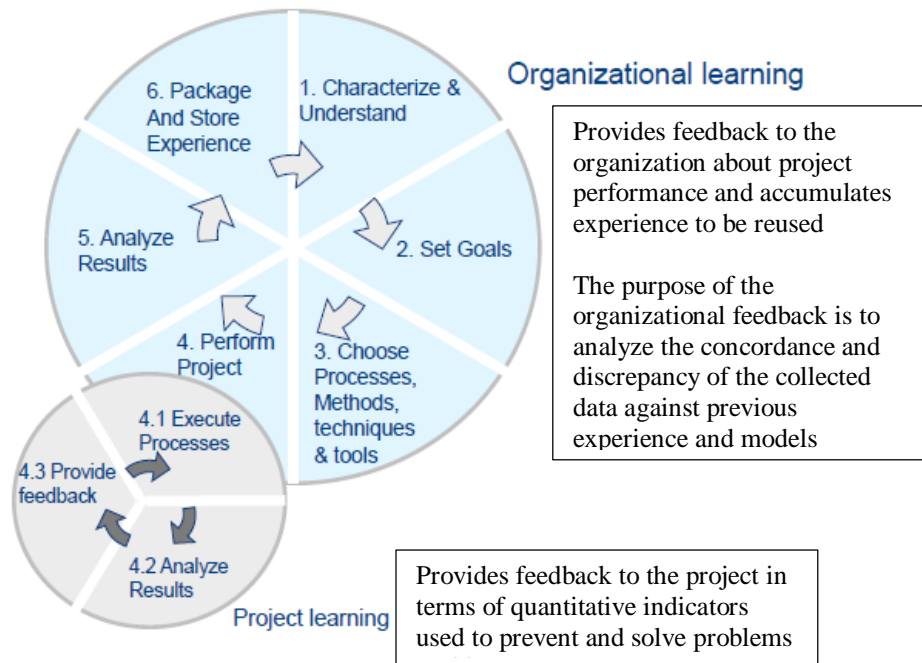 Organizational learning
6. Package
And Store
Experience
1. Characterize &
Understand
5. Analyze
Results
2. Set Goals
4. Perform
Project
3. Choose
Processes,
Methods,
techniques
& tools
Provides feedback to the
organization about project
performance and accumulates
experience to be reused
The purpose of the
organizational feedback is to
analyze the concordance and
discrepancy of the collected
data against previous
experience and models
4.1 Execute
Processes
4.3 Provide
feedback
4.2 Analyze
Results
Project learning
Provides feedback to the project in
terms of quantitative indicators
used to prevent and solve problems